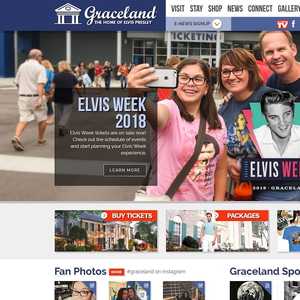 Graceland
THE HOME OF ELVIS PRESLEY
VISIT STAY SHOP NEWS CONNECT GALLERY
E-NEWS SIGNUP
TICKETING
ELVIS WEEK
2018
Elvis Week tickets are on sale now!
Check out the schedule of events
and start planning your Elvis Week
experience.
LEARN MORE
ELVIS WEEK
2018 · GRACELAND
BUY TICKETS
PACKAGES
Fan Photos
#graceland on Instagram
Graceland Spo